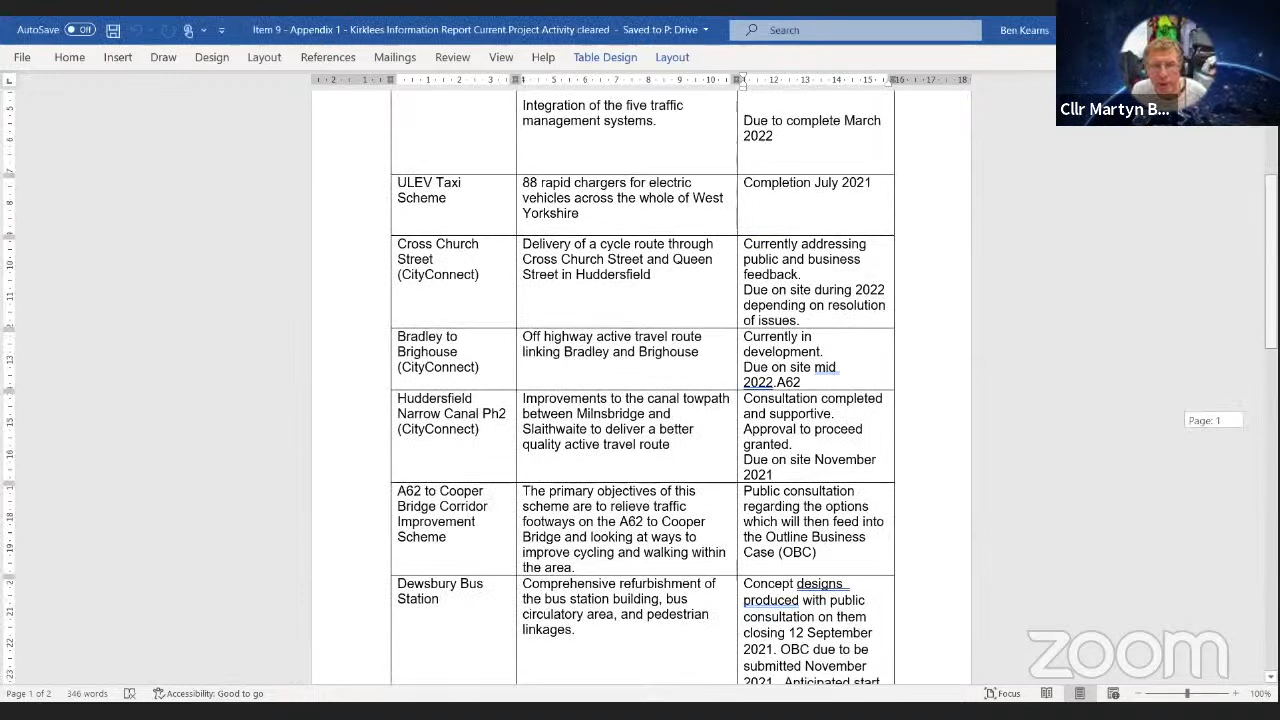 AutoSave Off Item 9 - Appendix 1 - Kirklees Information Report Current Project Activity cleared - Saved to P: Drive Search Ben Kearns
File Home Insert Draw Design Layout References Mailings Review View Help Table Design Layout
Cllr Martyn B...
Integration of the five traffic
management systems.
Due to complete March
2022
ULEV Taxi
Scheme
88 rapid chargers for electric
vehicles across the whole of West
Yorkshire
Completion July 2021
Cross Church
Street
(CityConnect)
Delivery of a cycle route through
Cross Church Street and Queen
Street in Huddersfield
Currently addressing
public and business
feedback.
Due on site during 2022
depending on resolution
of issues.
Bradley to
Brighouse
(CityConnect)
Off highway active travel route
linking Bradley and Brighouse
Currently in
development.
Due on site mid
2022.A62
Huddersfield
Narrow Canal Ph2
(CityConnect)
Improvements to the canal towpath
between Milnsbridge and
Slaithwaite to deliver a better
quality active travel route
Consultation completed
and supportive.
Approval to proceed
granted.
Due on site November
2021
Page: 1
A62 to Cooper
Bridge Corridor
Improvement
Scheme
The primary objectives of this
scheme are to relieve traffic
footways on the A62 to Cooper
Bridge and looking at ways to
improve cycling and walking within
the area.
Public consultation
regarding the options
which will then feed into
the Outline Business
Case (OBC)
Dewsbury Bus
Station
Comprehensive refurbishment of
the bus station building, bus
circulatory area, and pedestrian
linkages.
Concept designs
produced with public
consultation on them
closing 12 September
2021. OBC due to be
submitted November
2021. Anticipated start
zoom
Page 1 of 2 346 words Accessibility: Good to go Focus 100%